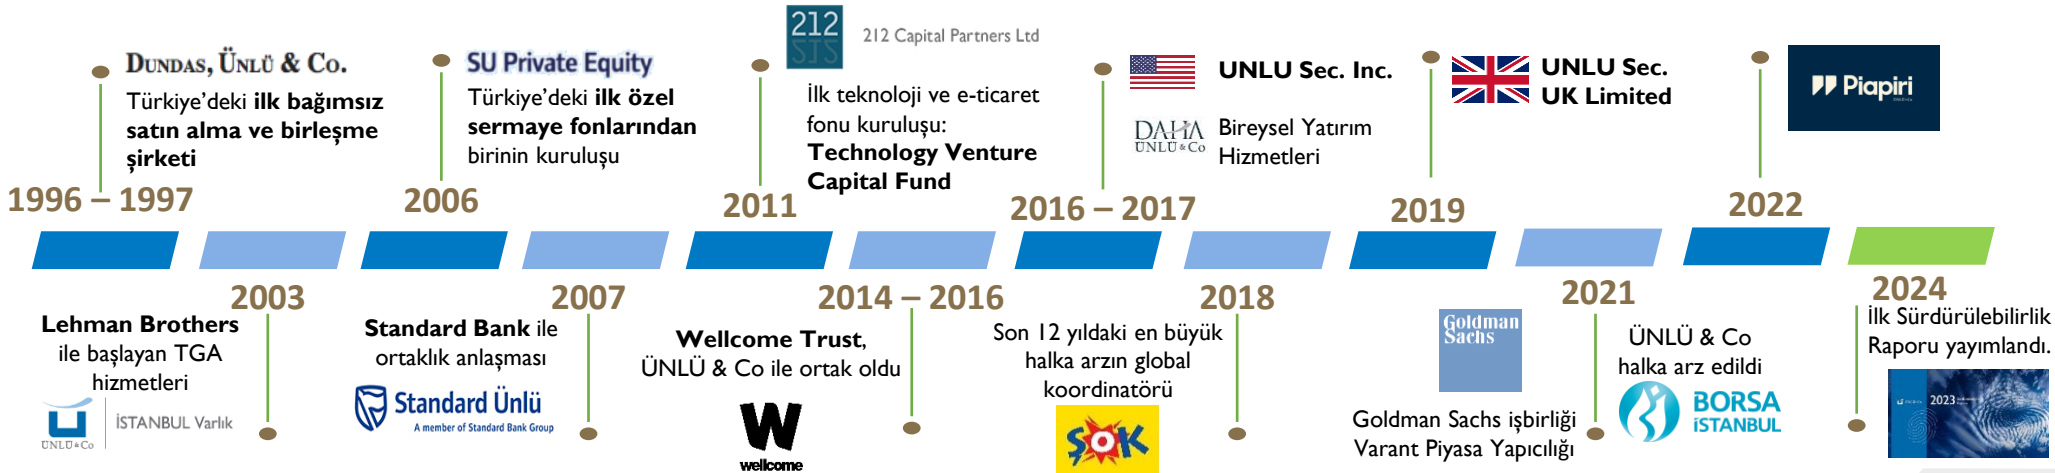 DUNDAS, ÜNLÜ & CO.
Türkiye'deki ilk bağımsız
satın alma ve birleşme
şirketi
1996 – 1997
SU Private Equity
Türkiye'deki ilk özel
sermaye fonlarından
birinin kuruluşu
2006
212
212 Capital Partners Ltd
İlk teknoloji ve e-ticaret
fonu kuruluşu:
Technology Venture
Capital Fund
2011
UNLU Sec. Inc.
DAHA
ÜNLÜ & Co
Bireysel Yatırım
Hizmetleri
2016 – 2017
UNLU Sec.
UK Limited
2019
Piapiri
2022
2003
Lehman Brothers
ile başlayan TGA
hizmetleri
ÜNLÜ & Co
İSTANBUL Varlık
2007
Standard Bank ile
ortaklık anlaşması
Standard Ünlü
A member of Standard Bank Group
2014 – 2016
Wellcome Trust,
ÜNLÜ & Co ile ortak oldu
W
wellcome
2018
Son 12 yıldaki en büyük
halka arzın global
koordinatörü
ŞOK
2021
Goldman
Sachs
Goldman Sachs işbirliği
Varant Piyasa Yapıcılığı
ÜNLÜ & Co
halka arz edildi
BORSA
İSTANBUL
2024
İlk Sürdürülebilirlik
Raporu yayımlandı.
2023